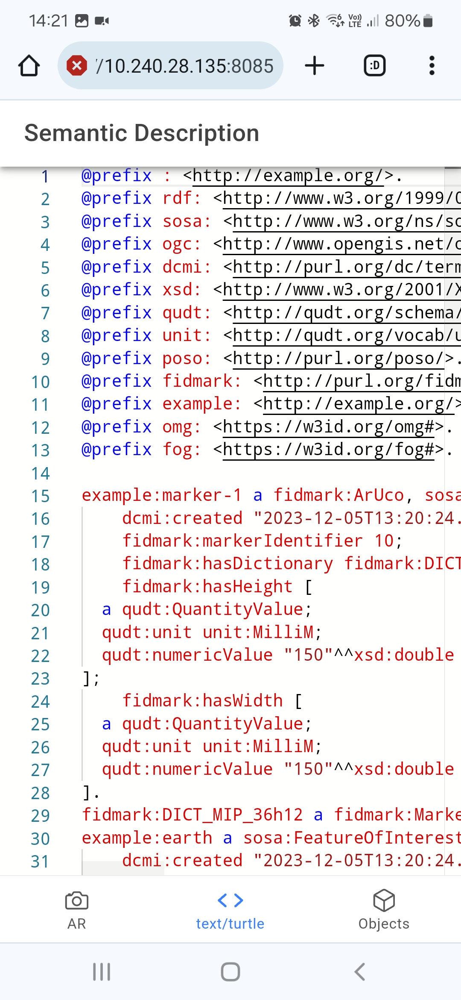 14:21 6 Vo)) LTE 80%
//10.240.28.135:8085 :D
Semantic Description
1 @prefix : <http://example.org/>.
2 @prefix rdf: <http://www.w3.org/1999/0
3 @prefix sosa: <http://www.w3.org/ns/so
4 @prefix ogc: <http://www.opengis.net/o
5 @prefix dcmi: <http://purl.org/dc/term
6 @prefix xsd: <http://www.w3.org/2001/X
7 @prefix qudt: <http://qudt.org/schema/
8 @prefix unit: <http://qudt.org/vocab/u
9 @prefix poso: <http://purl.org/poso/>.
10 @prefix fidmark: <http://purl.org/fidm
11 @prefix example: <http://example.org/>
12 @prefix omg: <https://w3id.org/omg#>.
13 @prefix fog: <https://w3id.org/fog#>.
14
15 example:marker-1 a fidmark:ArUco, sosa
16 dcmi:created "2023-12-05T13:20:24.
17 fidmark:markerIdentifier 10;
18 fidmark:hasDictionary fidmark:DICT
19 fidmark:hasHeight [
20 a qudt:QuantityValue;
21 qudt:unit unit:MilliM;
22 qudt:numericValue "150"^^xsd:double
23 ];
24 fidmark:hasWidth [
25 a qudt:QuantityValue;
26 qudt:unit unit:MilliM;
27 qudt:numericValue "150"^^xsd:double
28 ].
29 fidmark:DICT_MIP_36h12 a fidmark:Marke
30 example:earth a sosa:FeatureOfInterest
31 dcmi:created "2023-12-05T13:20:24.
AR text/turtle Objects